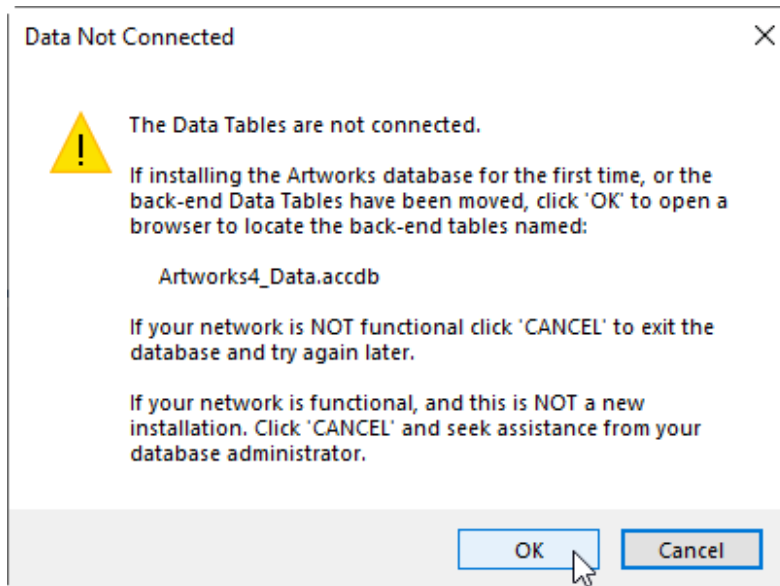 Data Not Connected
The Data Tables are not connected.
If installing the Artworks database for the first time, or the
back-end Data Tables have been moved, click 'OK' to open a
browser to locate the back-end tables named:
Artworks4_Data.accdb
If your network is NOT functional click 'CANCEL' to exit the
database and try again later.
If your network is functional, and this is NOT a new
installation. Click 'CANCEL' and seek assistance from your
database administrator.
OK
Cancel